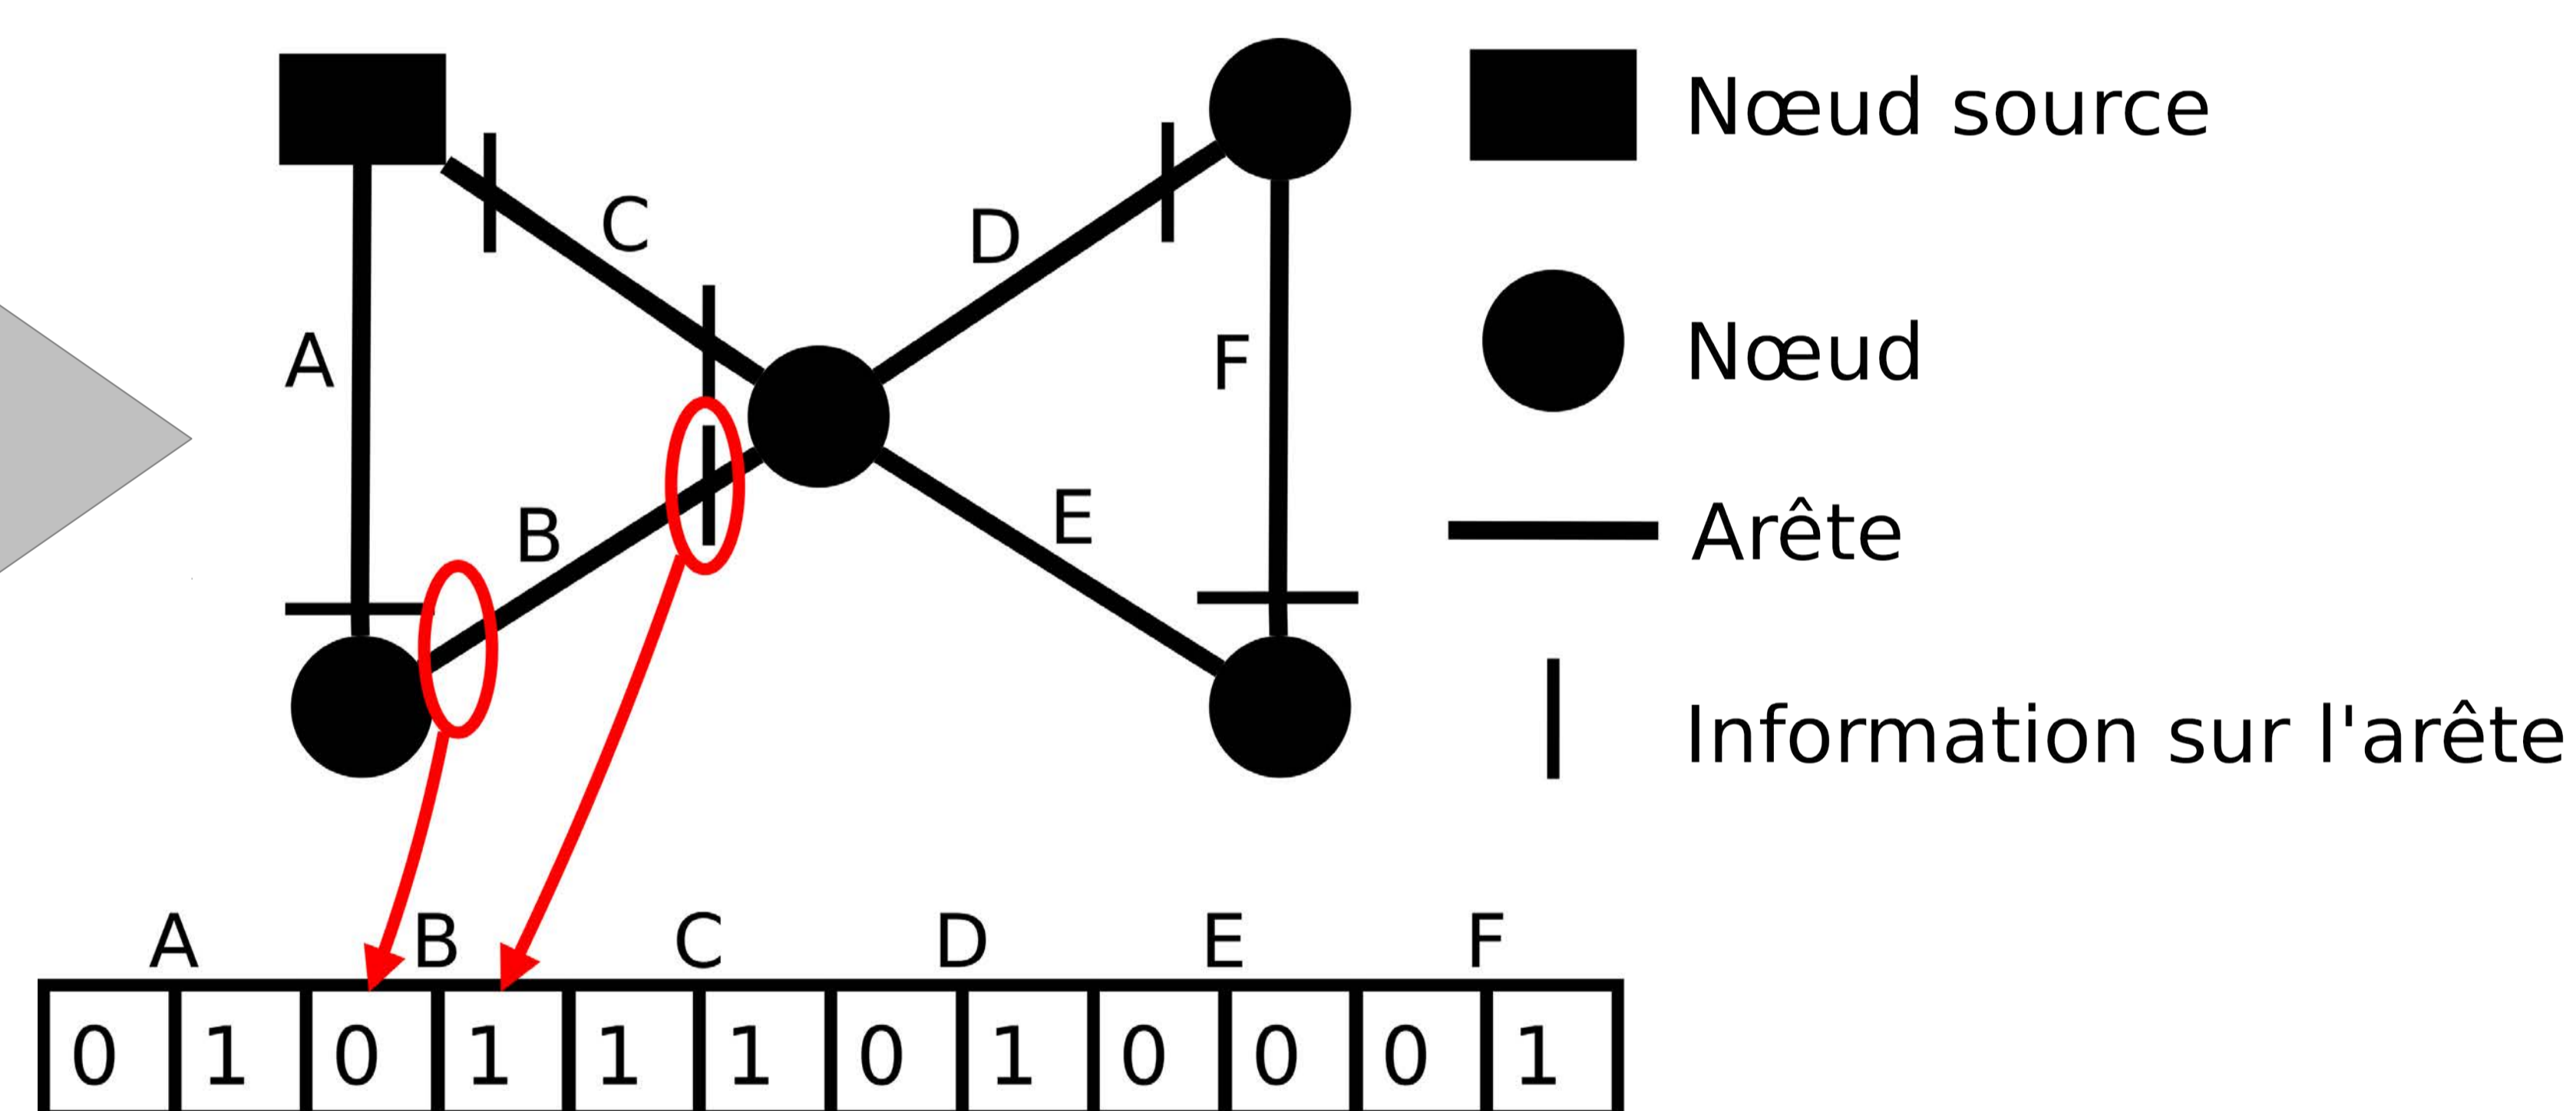 Nœud source
C
D
A
F
Nœud
B
E
Arête
Information sur l'arête
A B C D E F
0 1 0 1 1 1 0 1 0 0 0 1